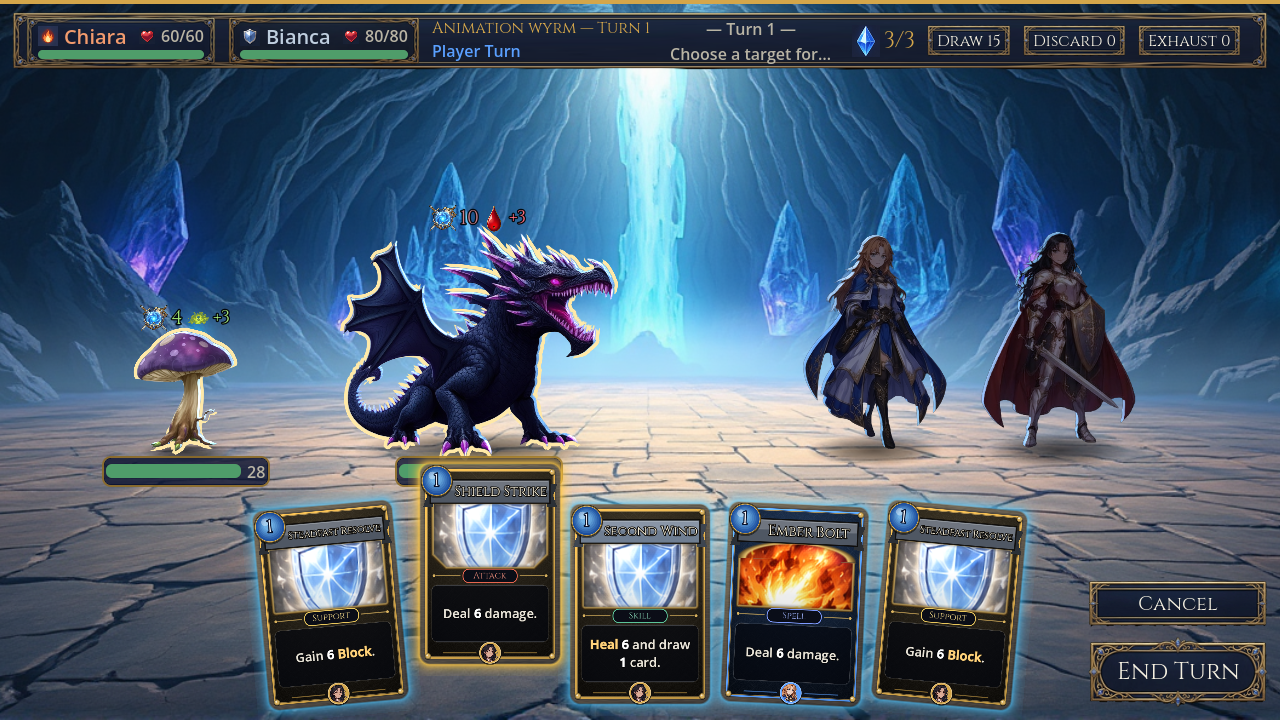 Chiara 60/60
Bianca 80/80
Animation wyrm — Turn 1
Player Turn
— Turn 1 —
Choose a target for...
3/3
Draw 15
Discard 0
Exhaust 0
10 +3
4 +3
28
1
Steadfast Resolve
Support
Gain 6 Block.
1
Shield Strike
Attack
Deal 6 damage.
1
Second Wind
Skill
Heal 6 and draw
1 card.
1
Ember Bolt
Spell
Deal 6 damage.
1
Steadfast Resolve
Support
Gain 6 Block.
Cancel
End Turn